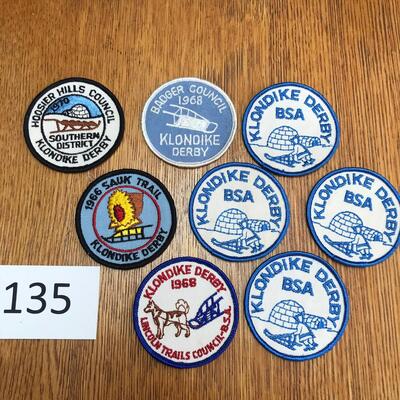 HOOSIER HILLS COUNCIL
1970
SOUTHERN
DISTRICT
KLONDIKE DERBY
BADGER COUNCIL
1968
KLONDIKE
DERBY
KLONDIKE DERBY
BSA
1966 SAUK TRAIL
KLONDIKE DERBY
KLONDIKE DERBY
BSA
KLONDIKE DERBY
BSA
135
KLONDIKE DERBY
1968
LINCOLN TRAILS COUNCIL-B.S.A.
KLONDIKE DERBY
BSA